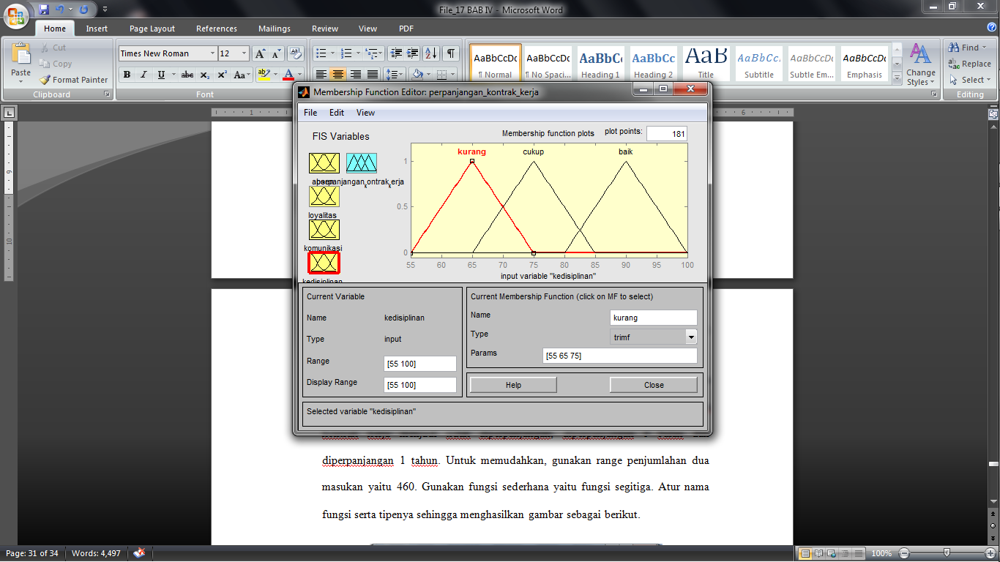 File_17 BAB IV - Microsoft Word
Home Insert Page Layout References Mailings Review View PDF
Paste
Cut
Copy
Format Painter
Clipboard
Times New Roman 12
B I U abe x₂ x² Aa
Font
AaBbCcDc AaBbCcDc AaBbC AaBbCc AaB AaBbCc. AaBbCcDc AaBbCcDc
¶ Normal ¶ No Spaci... Heading 1 Heading 2 Title Subtitle Subtle Em... Emphasis
Change Styles
Find
Replace
Select
Editing
Membership Function Editor: perpanjangan_kontrak_kerja
File Edit View
FIS Variables
Membership function plots plot points: 181
kurang cukup baik
1
0.5
0
55 60 65 70 75 80 85 90 95 100
input variable "kedisiplinan"
loyalitas
komunikasi
kedisiplinan
Current Variable
Name kedisiplinan
Type input
Range [55 100]
Display Range [55 100]
Current Membership Function (click on MF to select)
Name kurang
Type trimf
Params [55 65 75]
Help Close
Selected variable "kedisiplinan"
diperpanjangan 1 tahun. Untuk memudahkan, gunakan range penjumlahan dua
masukan yaitu 460. Gunakan fungsi sederhana yaitu fungsi segitiga. Atur nama
fungsi serta tipenya sehingga menghasilkan gambar sebagai berikut.
Page: 31 of 34 Words: 4,497 100%